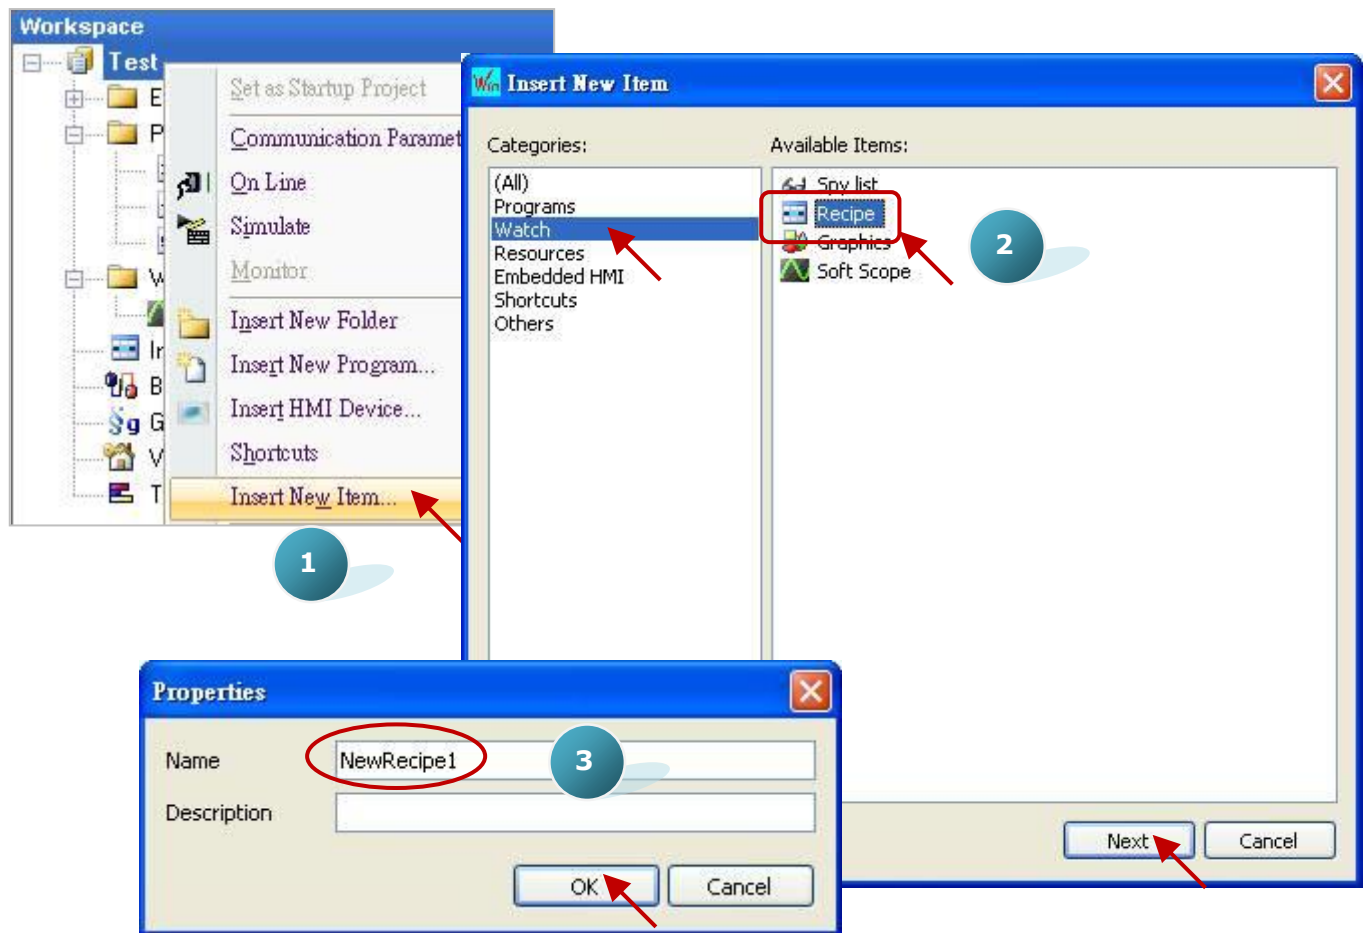 Workspace
Test
E
P
W
Ir
B
§g G
V
T
Set as Startup Project
Communication Paramet
On Line
Simulate
Monitor
Insert New Folder
Insert New Program...
Insert HMI Device...
Shortcuts
Insert New Item...
1
Win Insert New Item
Categories:
(All)
Programs
Watch
Resources
Embedded HMI
Shortcuts
Others
Available Items:
Spy list
Recipe
Graphics
Soft Scope
2
Next
Cancel
Properties
Name
NewRecipe1
3
Description
OK
Cancel